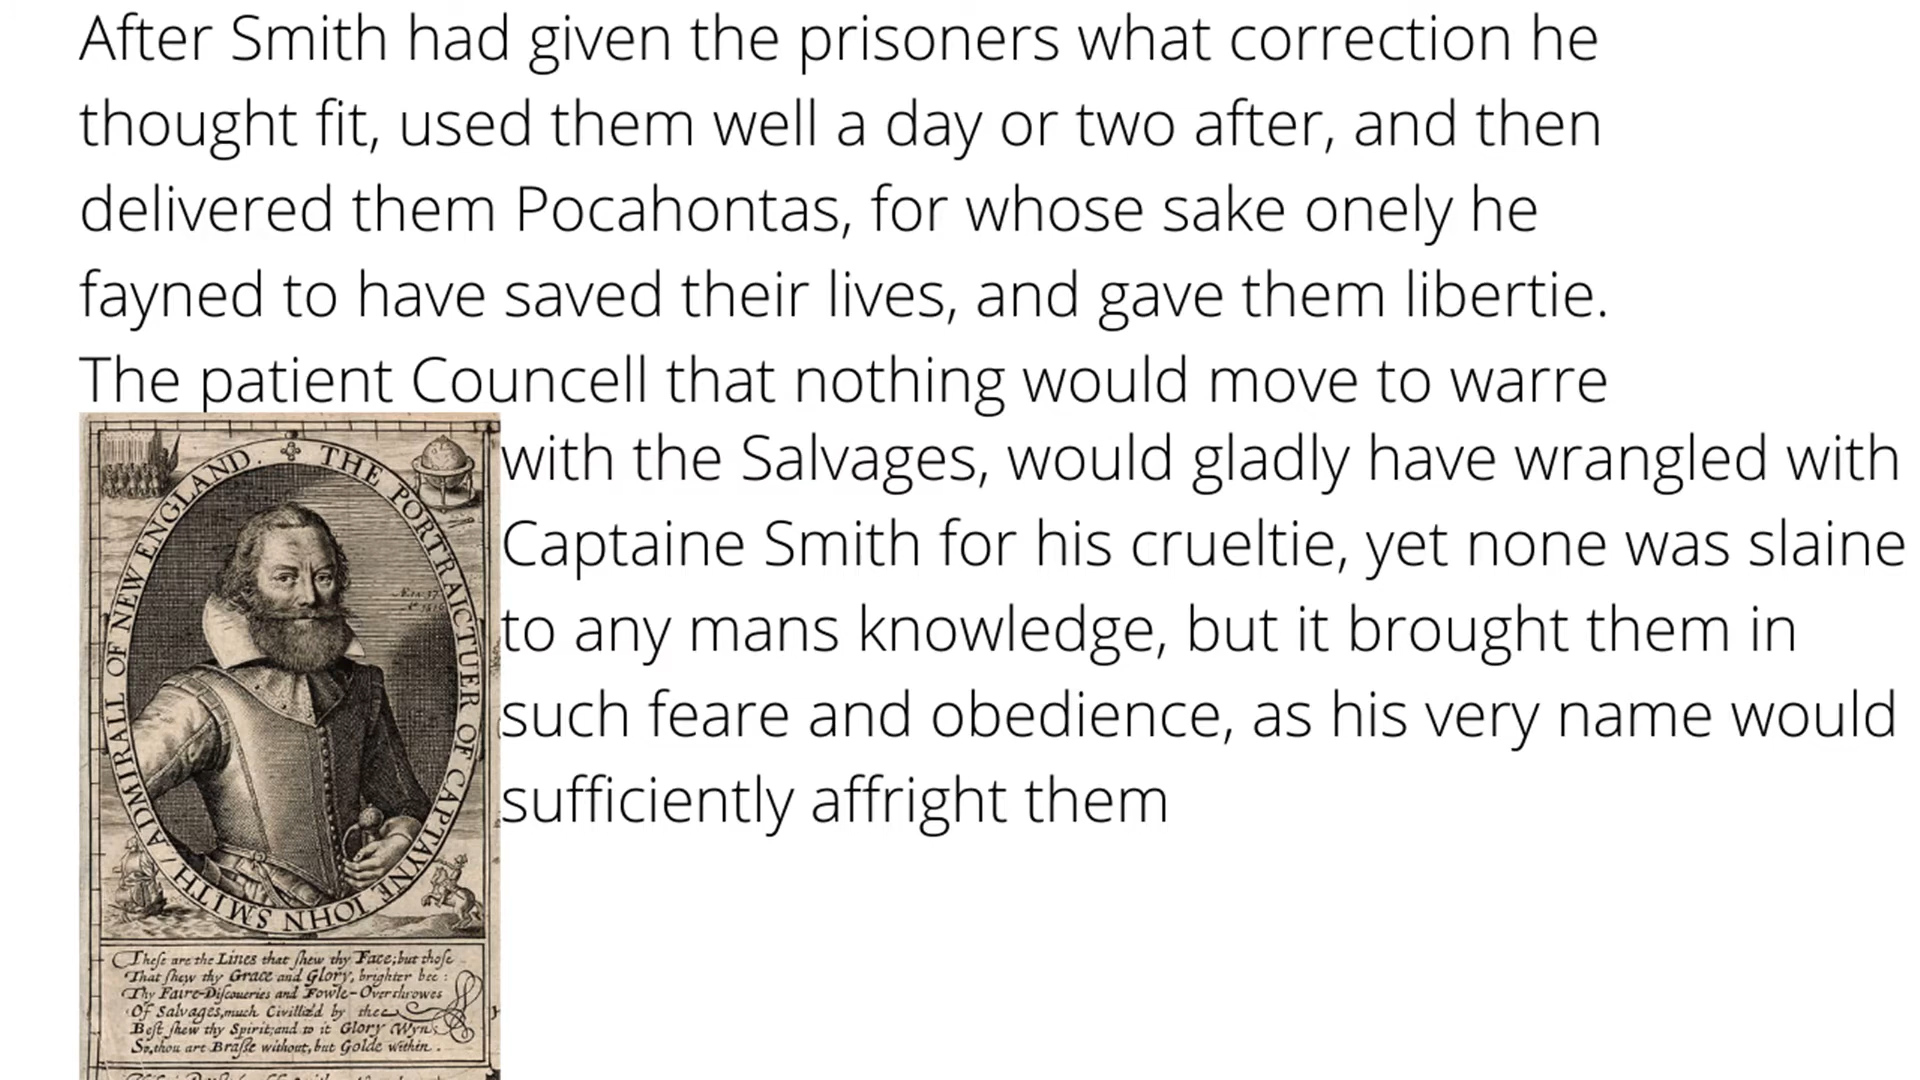 After Smith had given the prisoners what correction he
thought fit, used them well a day or two after, and then
delivered them Pocahontas, for whose sake onely he
fayned to have saved their lives, and gave them libertie.
The patient Councell that nothing would move to warre
with the Salvages, would gladly have wrangled with
Captaine Smith for his crueltie, yet none was slaine
to any mans knowledge, but it brought them in
such feare and obedience, as his very name would
sufficiently affright them
THE PORTRAICTUER OF CAPTAYNE IOHN SMITH / ADMIRALL OF NEW ENGLAND.
These are the Lines that shew thy Face; but those
That shew thy Grace and Glory, brighter bee :
Thy Faire-Discoueries and Fowle-Overthrowes
Of Salvages, much Civilliz'd by thee
Best shew thy Spirit; and to it Glory Wyn;
So, thou art Brasse without, but Golde within .